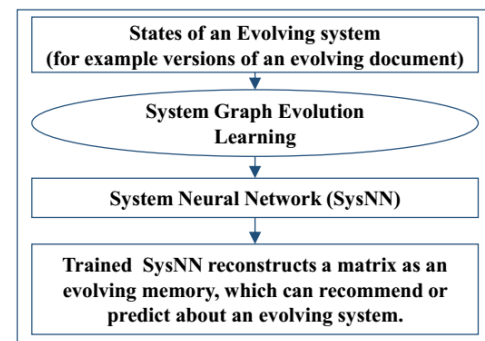 States of an Evolving system
(for example versions of an evolving document)
System Graph Evolution
Learning
System Neural Network (SysNN)
Trained SysNN reconstructs a matrix as an
evolving memory, which can recommend or
predict about an evolving system.